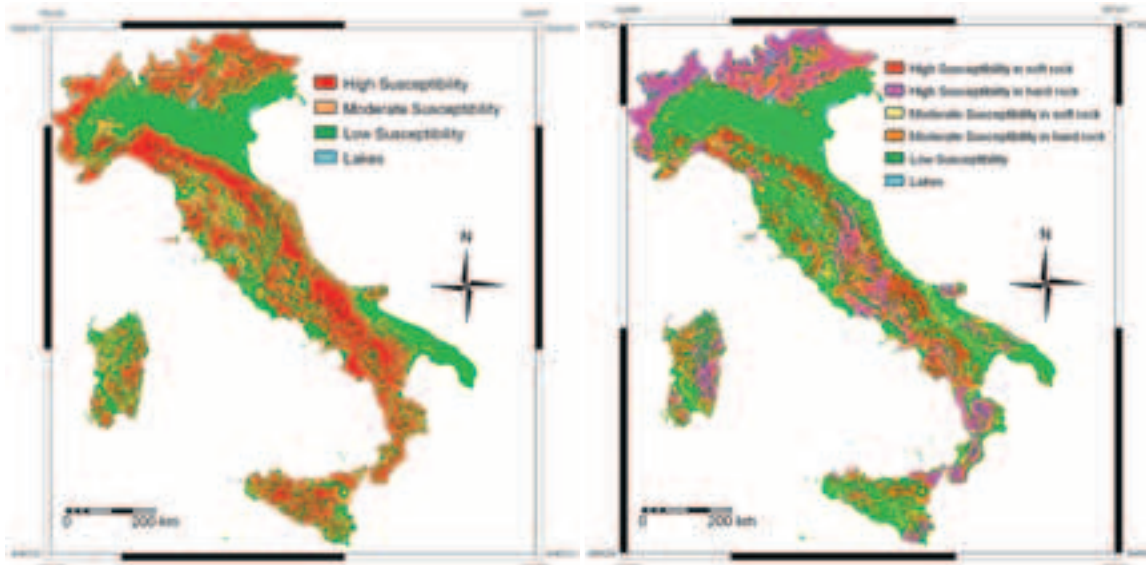 High Susceptibility
Moderate Susceptibility
Low Susceptibility
Lakes
N
0 200 km
High Susceptibility in soft rock
High Susceptibility in hard rock
Moderate Susceptibility in soft rock
Moderate Susceptibility in hard rock
Low Susceptibility
Lakes
N
0 200 km